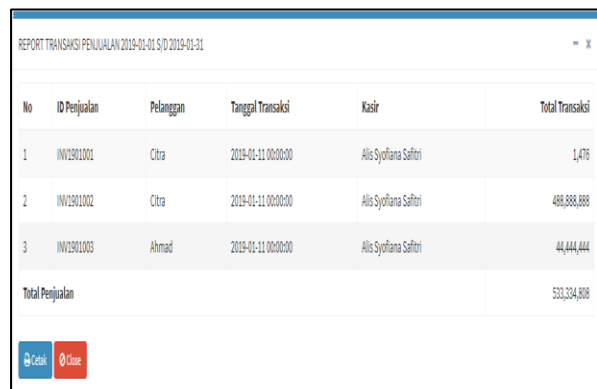 REPORT TRANSAKSI PENJUALAN 2019-01-01 S/D 2019-01-31
No ID Penjualan Pelanggan Tanggal Transaksi Kasir Total Transaksi
1 INV1901001 Citra 2019-01-11 00:00:00 Alis Syofiana Safitri 1,476
2 INV1901002 Citra 2019-01-11 00:00:00 Alis Syofiana Safitri 488,888,888
3 INV1901003 Ahmad 2019-01-11 00:00:00 Alis Syofiana Safitri 44,444,444
Total Penjualan 533,334,808
Cetak Close